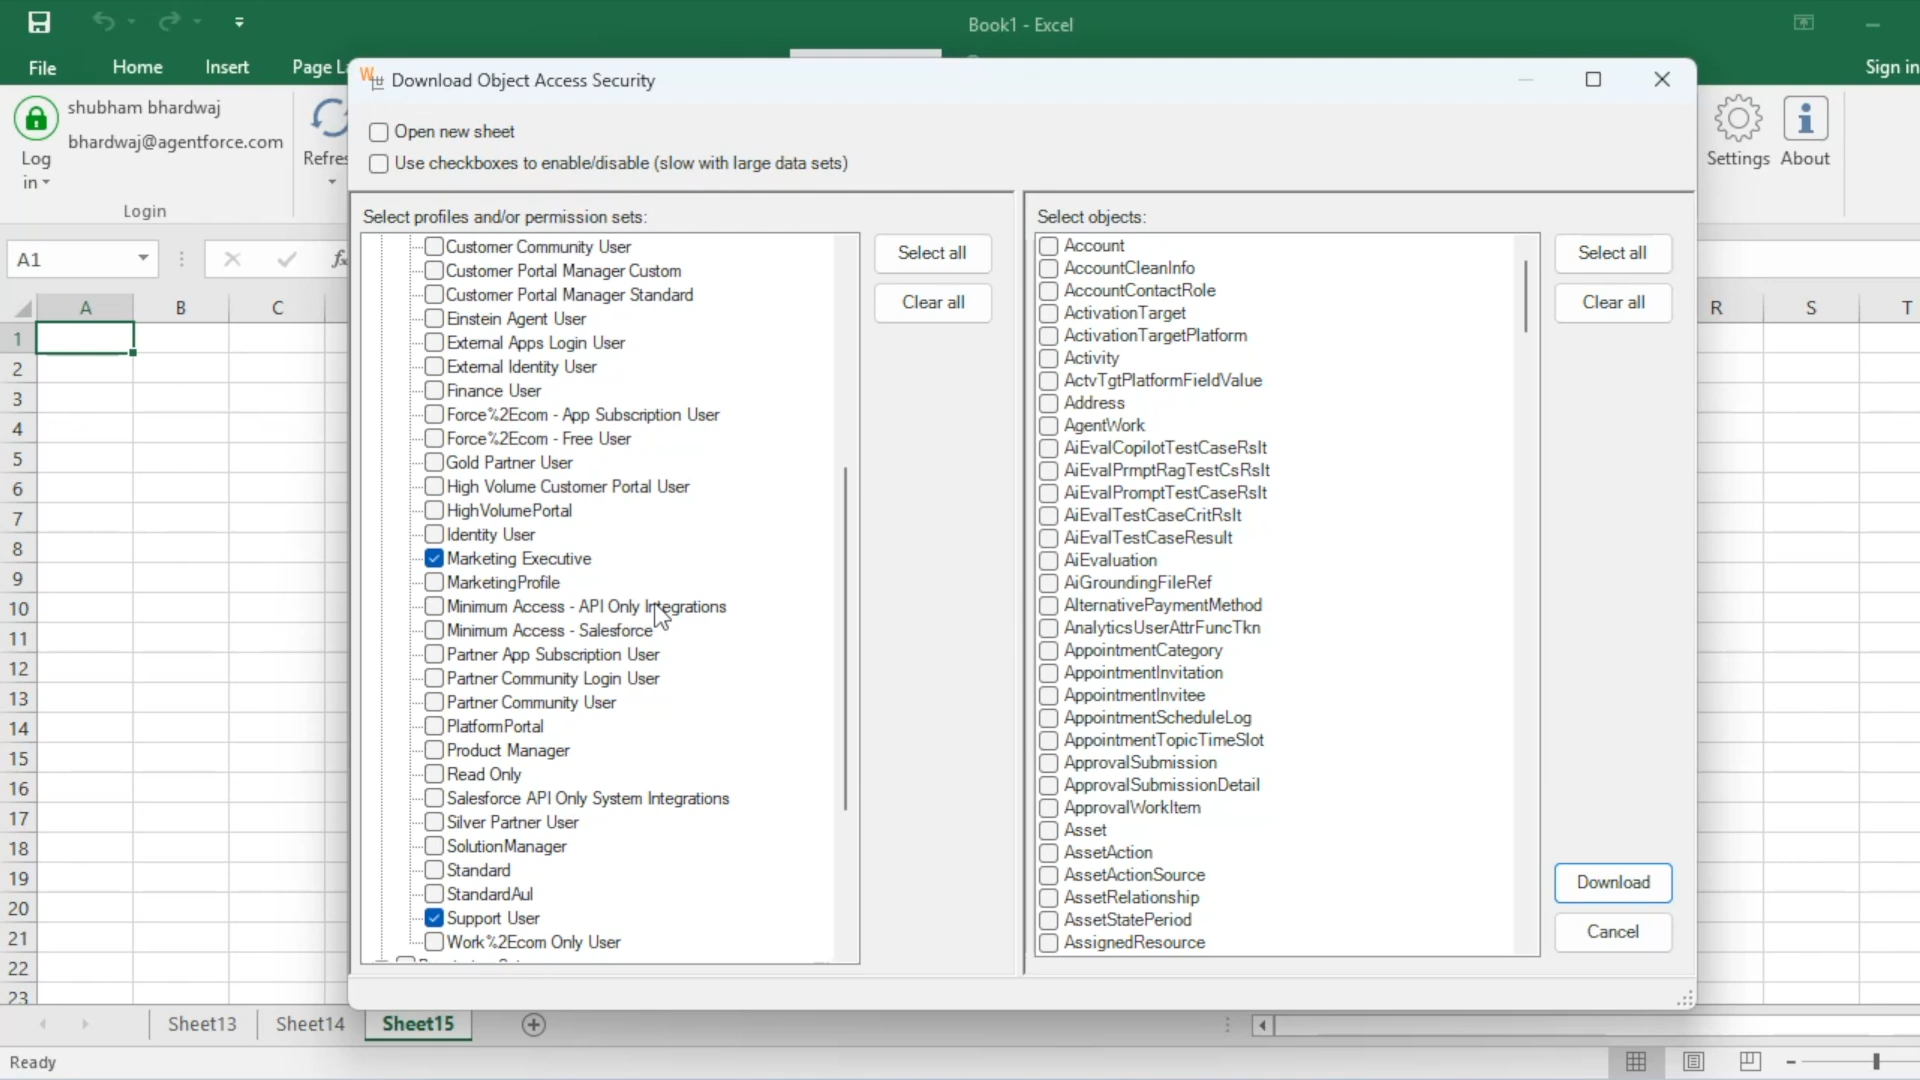 Book1 - Excel
File
Home
Insert
Page La
Sign in
Download Object Access Security
shubham bhardwaj
bhardwaj@agentforce.com
Log in
Refres
Login
Settings
About
Open new sheet
Use checkboxes to enable/disable (slow with large data sets)
A1
fx
A B C R S T
1
2
3
4
5
6
7
8
9
10
11
12
13
14
15
16
17
18
19
20
21
22
23
Select profiles and/or permission sets:
Customer Community User
Customer Portal Manager Custom
Customer Portal Manager Standard
Einstein Agent User
External Apps Login User
External Identity User
Finance User
Force%2Ecom - App Subscription User
Force%2Ecom - Free User
Gold Partner User
High Volume Customer Portal User
HighVolumePortal
Identity User
Marketing Executive
MarketingProfile
Minimum Access - API Only Integrations
Minimum Access - Salesforce
Partner App Subscription User
Partner Community Login User
Partner Community User
PlatformPortal
Product Manager
Read Only
Salesforce API Only System Integrations
Silver Partner User
SolutionManager
Standard
StandardAul
Support User
Work%2Ecom Only User
Select all
Clear all
Select objects:
Account
AccountCleanInfo
AccountContactRole
ActivationTarget
ActivationTargetPlatform
Activity
ActvTgtPlatformFieldValue
Address
AgentWork
AiEvalCopilotTestCaseRslt
AiEvalPrmptRagTestCsRslt
AiEvalPromptTestCaseRslt
AiEvalTestCaseCritRslt
AiEvalTestCaseResult
AiEvaluation
AiGroundingFileRef
AlternativePaymentMethod
AnalyticsUserAttrFuncTkn
AppointmentCategory
AppointmentInvitation
AppointmentInvitee
AppointmentScheduleLog
AppointmentTopicTimeSlot
ApprovalSubmission
ApprovalSubmissionDetail
ApprovalWorkItem
Asset
AssetAction
AssetActionSource
AssetRelationship
AssetStatePeriod
AssignedResource
Select all
Clear all
Download
Cancel
Sheet13
Sheet14
Sheet15
Ready